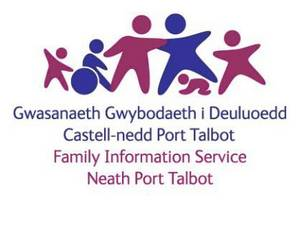 Gwasanaeth Gwybodaeth i Deuluoedd
Castell-nedd Port Talbot
Family Information Service
Neath Port Talbot